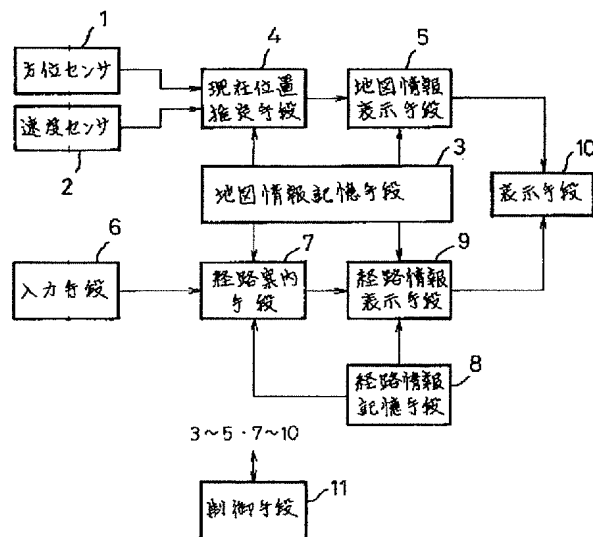 1
方位センサ
速度センサ
2
4
現在位置
推定手段
5
地図情報
表示手段
3
地図情報記憶手段
10
表示手段
6
入力手段
7
経路案内
手段
9
経路情報
表示手段
8
経路情報
記憶手段
3～5・7～10
11
制御手段